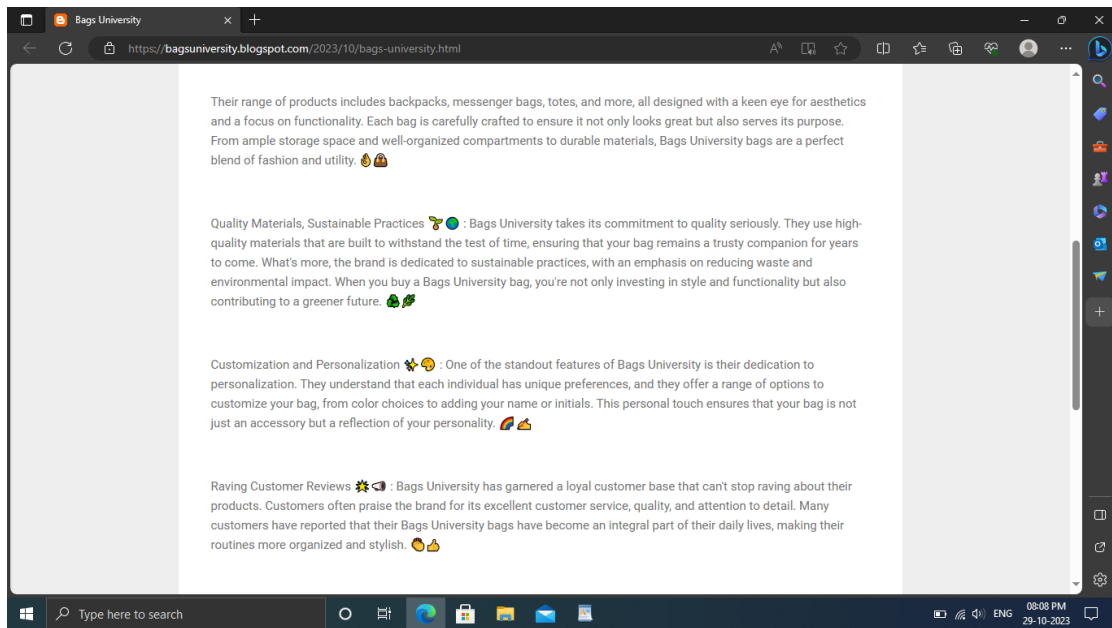 Bags University
https://bagsuniversity.blogspot.com/2023/10/bags-university.html
Their range of products includes backpacks, messenger bags, totes, and more, all designed with a keen eye for aesthetics
and a focus on functionality. Each bag is carefully crafted to ensure it not only looks great but also serves its purpose.
From ample storage space and well-organized compartments to durable materials, Bags University bags are a perfect
blend of fashion and utility. 👌👜
Quality Materials, Sustainable Practices 🌱🌍 : Bags University takes its commitment to quality seriously. They use high-
quality materials that are built to withstand the test of time, ensuring that your bag remains a trusty companion for years
to come. What's more, the brand is dedicated to sustainable practices, with an emphasis on reducing waste and
environmental impact. When you buy a Bags University bag, you're not only investing in style and functionality but also
contributing to a greener future. ♻️🌿
Customization and Personalization ✨🎨 : One of the standout features of Bags University is their dedication to
personalization. They understand that each individual has unique preferences, and they offer a range of options to
customize your bag, from color choices to adding your name or initials. This personal touch ensures that your bag is not
just an accessory but a reflection of your personality. 🌈✍️
Raving Customer Reviews 🌟📢 : Bags University has garnered a loyal customer base that can't stop raving about their
products. Customers often praise the brand for its excellent customer service, quality, and attention to detail. Many
customers have reported that their Bags University bags have become an integral part of their daily lives, making their
routines more organized and stylish. 👏👍
Type here to search
ENG
08:08 PM
29-10-2023